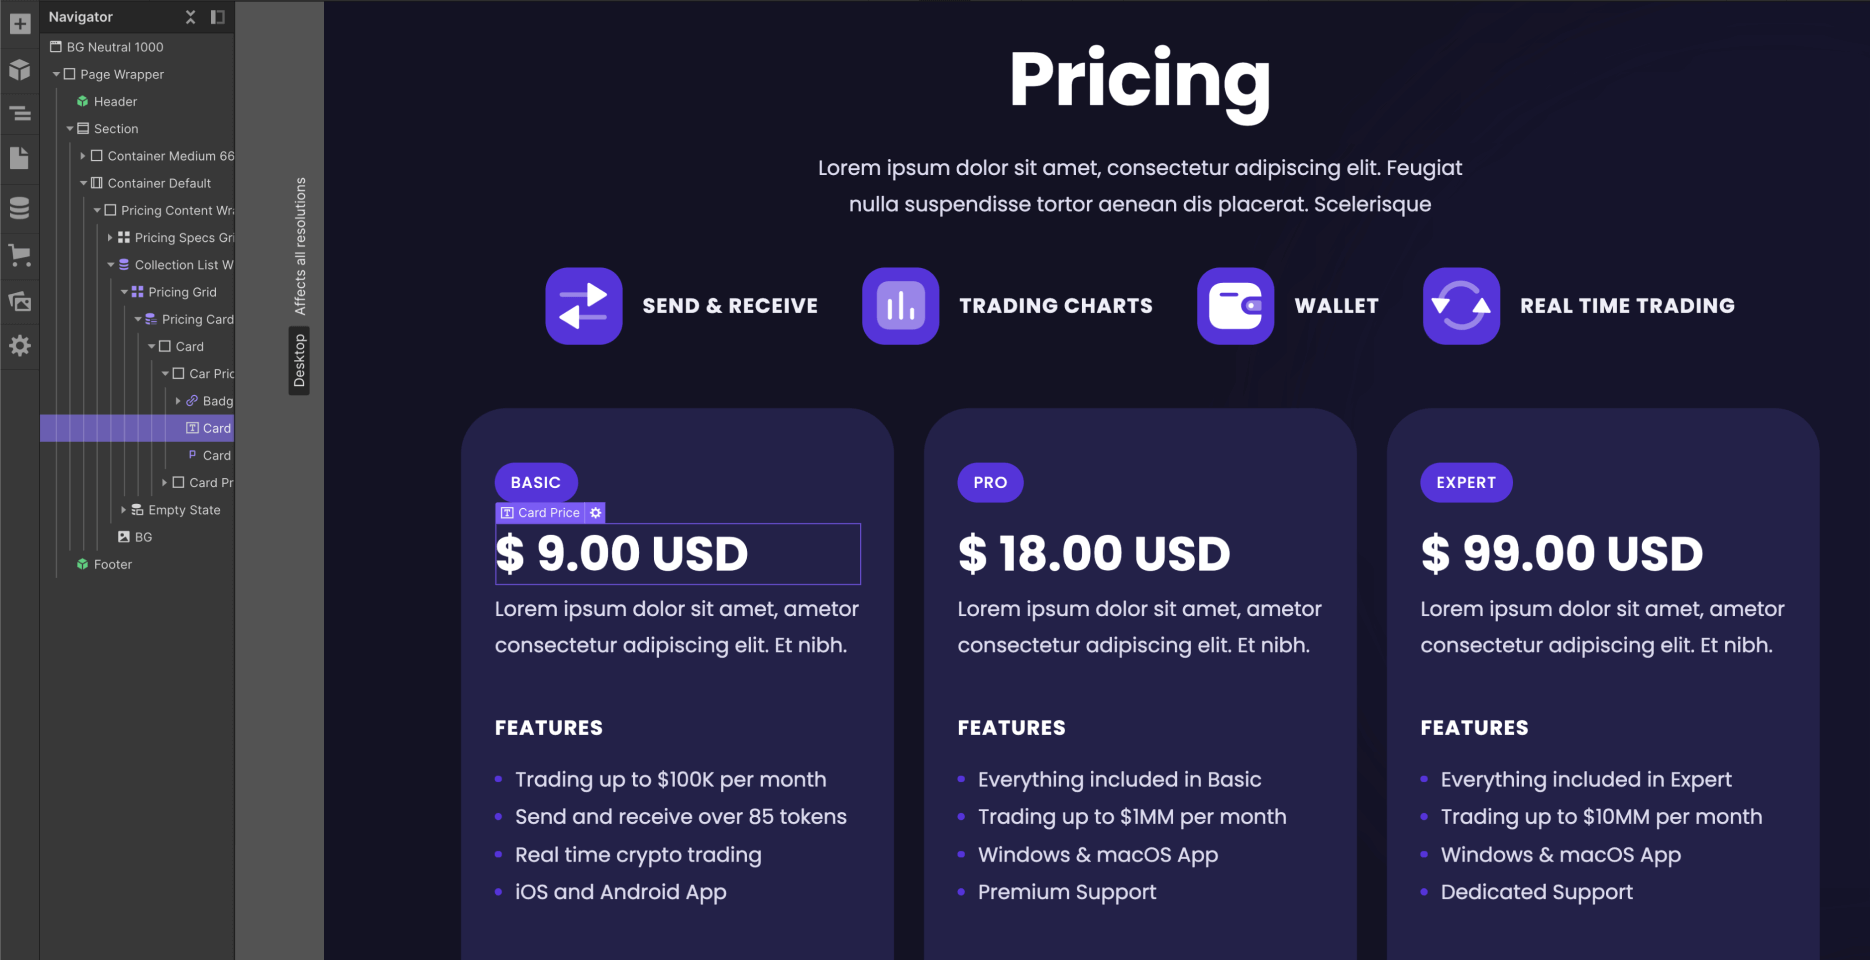 Navigator
BG Neutral 1000
Page Wrapper
Header
Section
Container Medium 66
Container Default
Pricing Content Wr
Pricing Specs Gri
Collection List W
Pricing Grid
Pricing Card
Card
Car Pric
Badg
Card
Card
Card Pr
Empty State
BG
Footer
Affects all resolutions
Desktop
Pricing
Lorem ipsum dolor sit amet, consectetur adipiscing elit. Feugiat
nulla suspendisse tortor aenean dis placerat. Scelerisque
SEND & RECEIVE
TRADING CHARTS
WALLET
REAL TIME TRADING
BASIC
Card Price
$ 9.00 USD
Lorem ipsum dolor sit amet, ametor
consectetur adipiscing elit. Et nibh.
FEATURES
• Trading up to $100K per month
• Send and receive over 85 tokens
• Real time crypto trading
• iOS and Android App
PRO
$ 18.00 USD
Lorem ipsum dolor sit amet, ametor
consectetur adipiscing elit. Et nibh.
FEATURES
• Everything included in Basic
• Trading up to $1MM per month
• Windows & macOS App
• Premium Support
EXPERT
$ 99.00 USD
Lorem ipsum dolor sit amet, ametor
consectetur adipiscing elit. Et nibh.
FEATURES
• Everything included in Expert
• Trading up to $10MM per month
• Windows & macOS App
• Dedicated Support